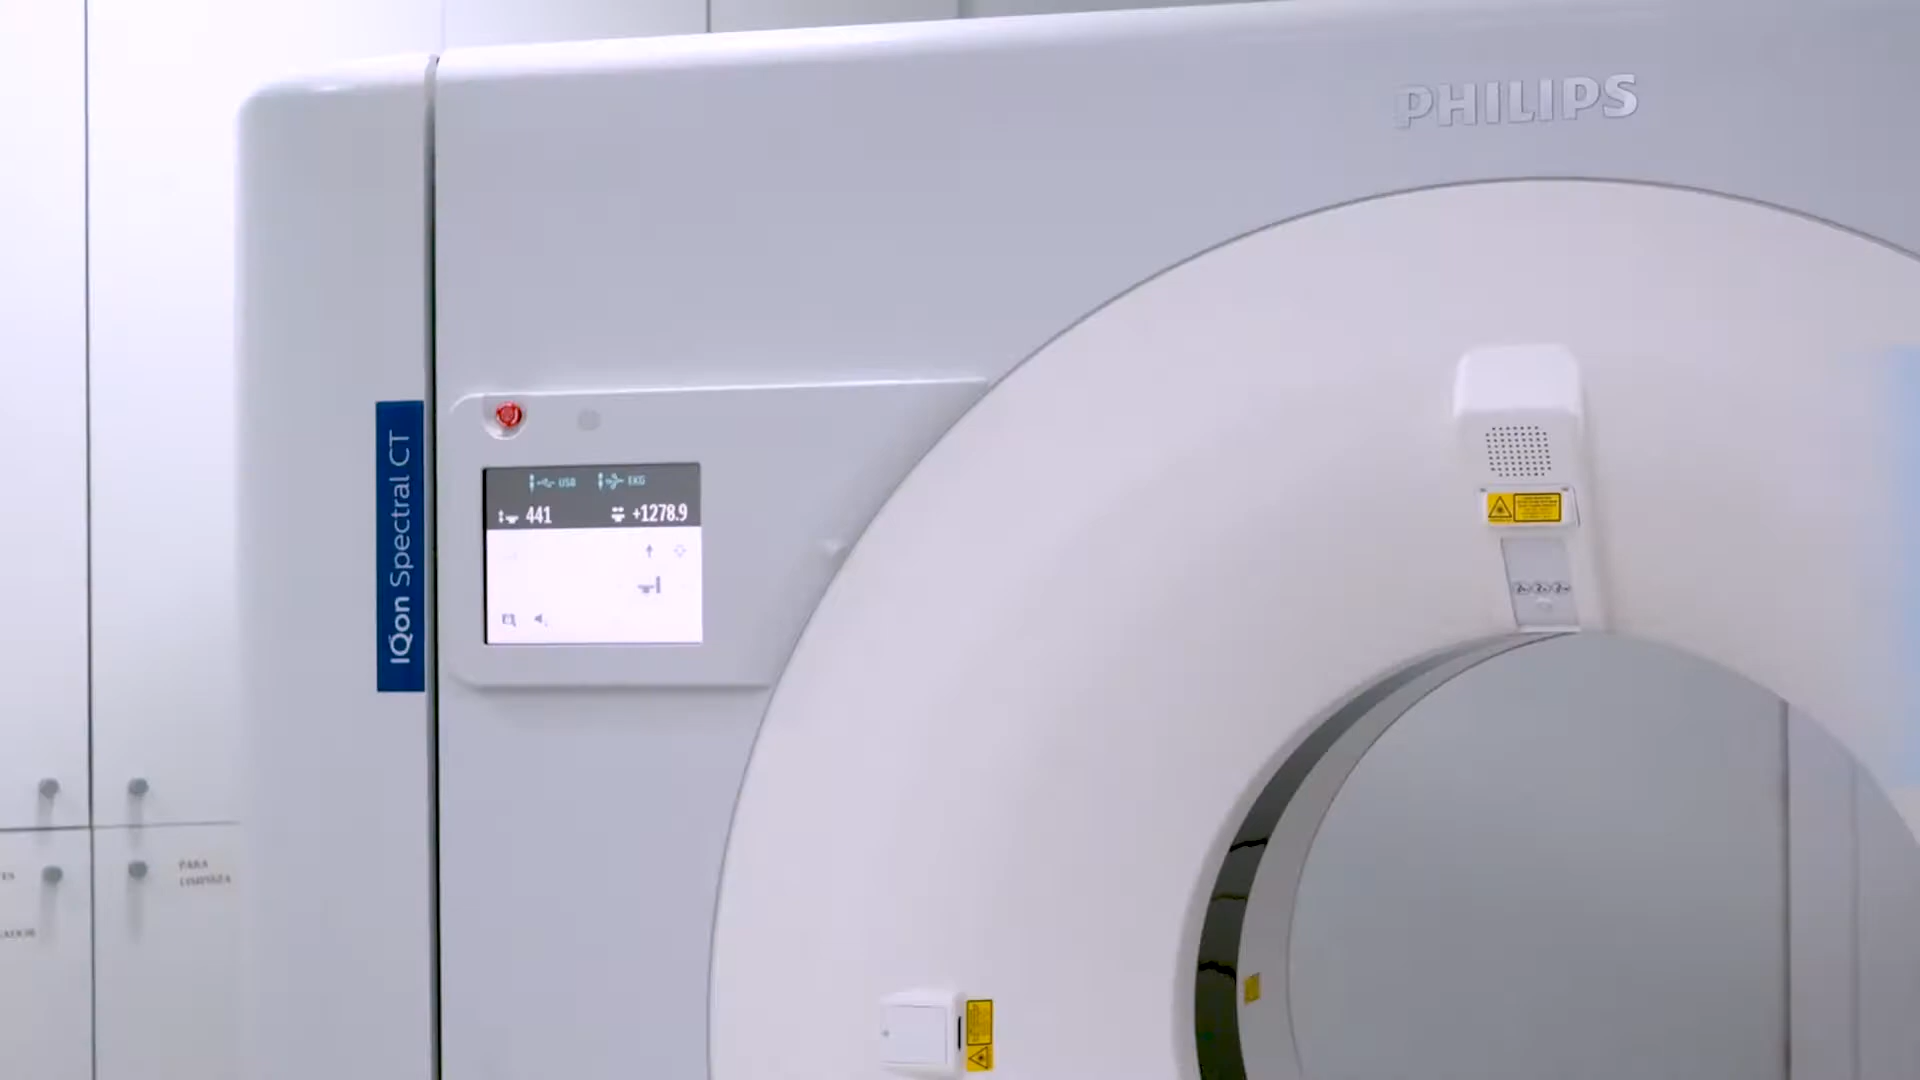 PHILIPS
IQon Spectral CT
USB
EKG
441
+1278.9
PARA
LIMPIEZA